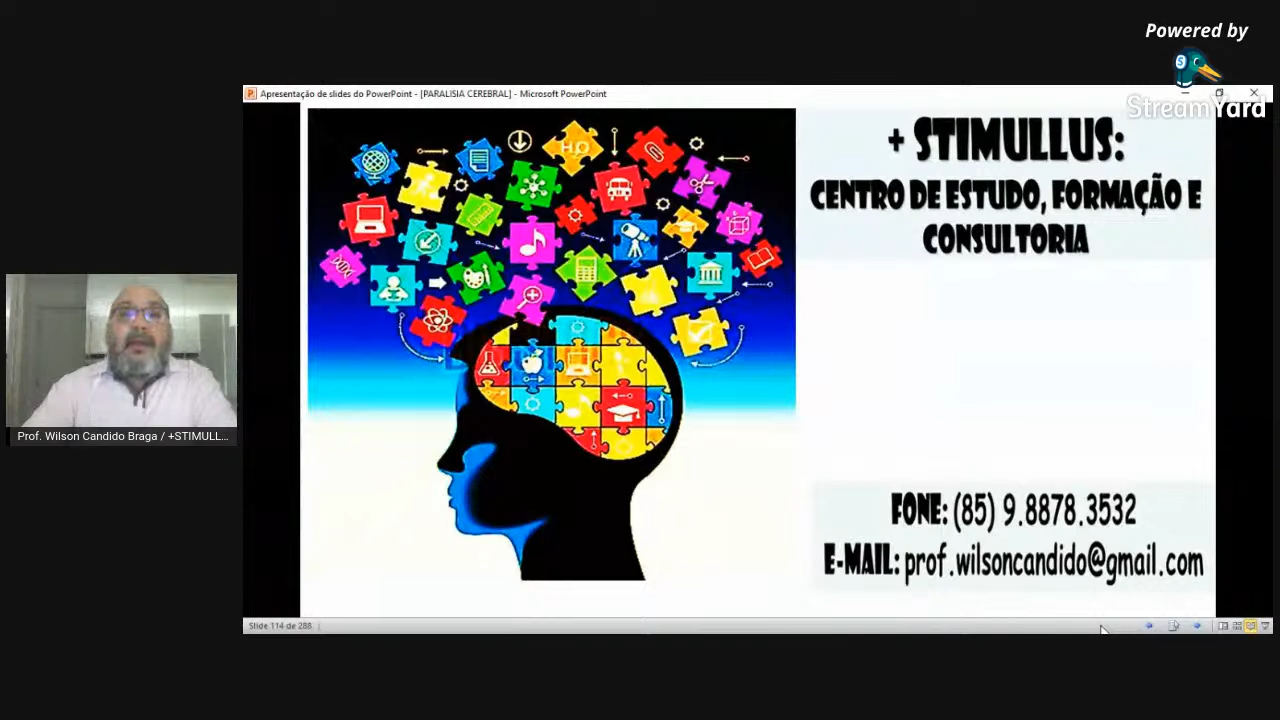 Powered by
StreamYard
Apresentação de slides do PowerPoint - [PARALISIA CEREBRAL] - Microsoft PowerPoint
+ STIMULLUS:
CENTRO DE ESTUDO, FORMAÇÃO E
CONSULTORIA
H₂O
FONE: (85) 9.8878.3532
E-MAIL: prof.wilsoncandido@gmail.com
Prof. Wilson Candido Braga / +STIMULL...
Slide 114 de 288